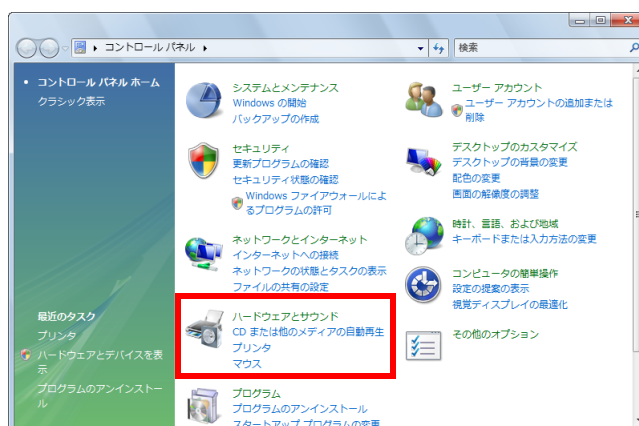 コントロール パネル
検索
コントロール パネル ホーム
クラシック表示
最近のタスク
プリンタ
ハードウェアとデバイスを表
示
プログラムのアンインストー
ル
システムとメンテナンス
Windows の開始
バックアップの作成
セキュリティ
更新プログラムの確認
セキュリティ状態の確認
Windows ファイアウォールによ
るプログラムの許可
ネットワークとインターネット
インターネットへの接続
ネットワークの状態とタスクの表示
ファイルの共有の設定
ハードウェアとサウンド
CD または他のメディアの自動再生
プリンタ
マウス
プログラム
プログラムのアンインストール
スタートアップ プログラムの変更
ユーザー アカウント
ユーザー アカウントの追加または
削除
デスクトップのカスタマイズ
デスクトップの背景の変更
配色の変更
画面の解像度の調整
時計、言語、および地域
キーボードまたは入力方法の変更
コンピュータの簡単操作
設定の提案の表示
視覚ディスプレイの最適化
その他のオプション